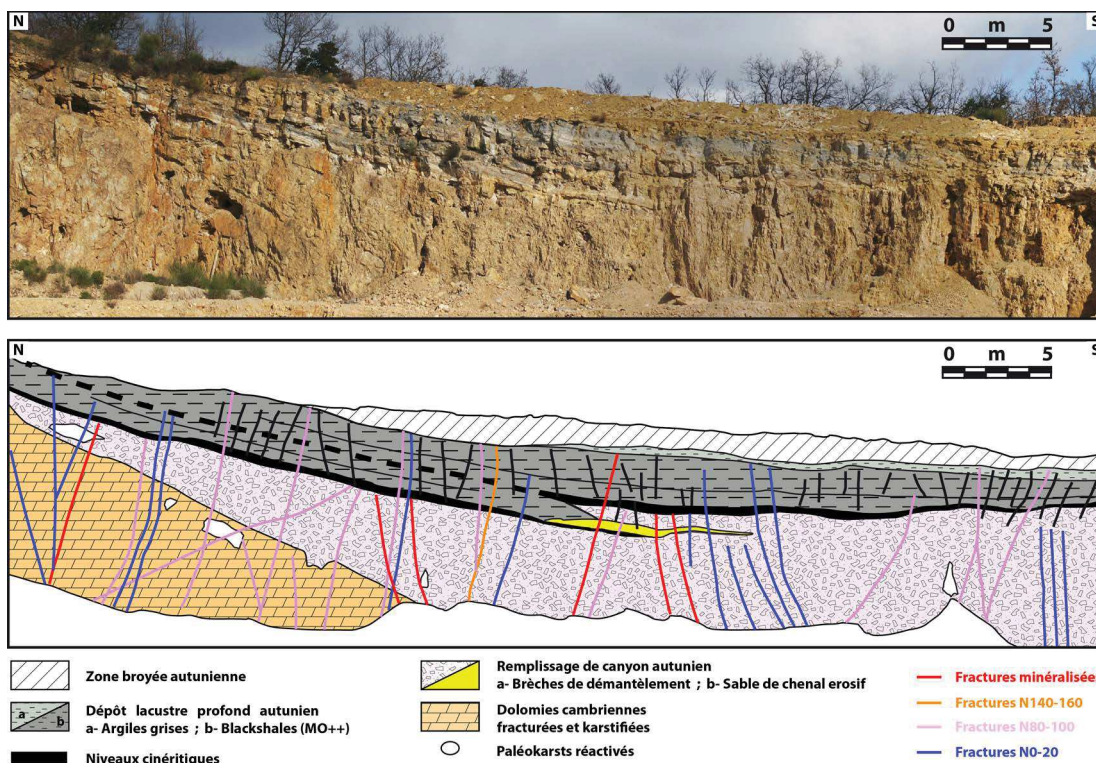 N
0 m 5
S
N
0 m 5
S
Zone broyée autunienne
Dépôt lacustre profond autunien
a- Argiles grises ; b- Blackshales (MO++)
a
b
Niveaux cinéritiques
Remplissage de canyon autunien
a- Brèches de démantèlement ; b- Sable de chenal erosif
Dolomies cambriennes
fracturées et karstifiées
Paléokarsts réactivés
Fractures minéralisées
Fractures N140-160
Fractures N80-100
Fractures N0-20